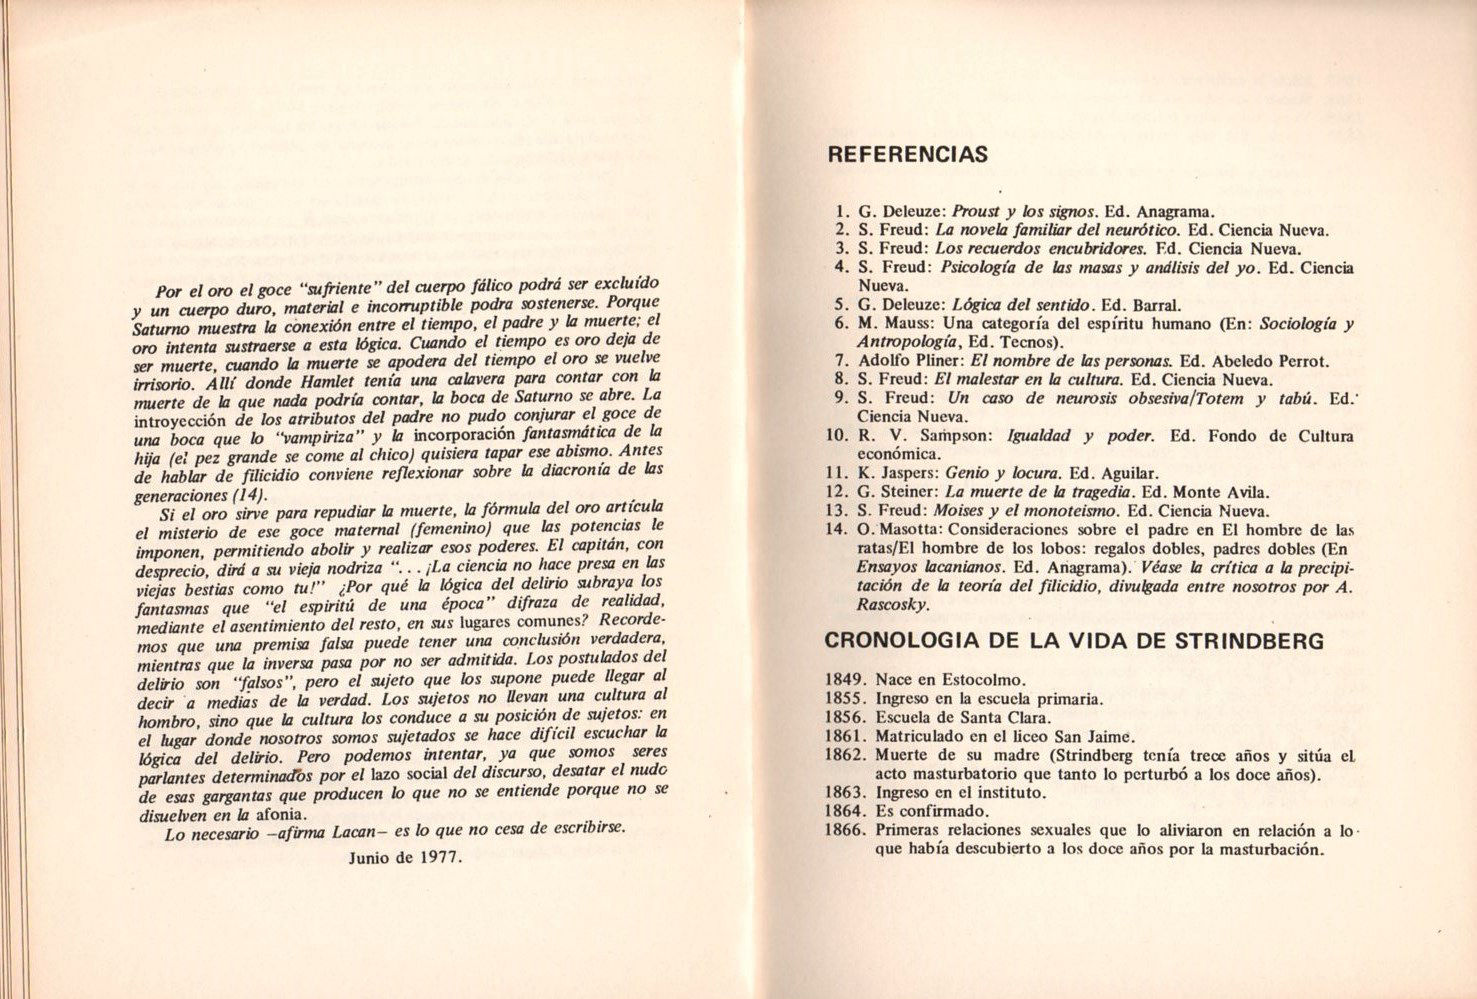 Por el oro el goce "sufriente" del cuerpo fálico podrá ser excluído
y un cuerpo duro, material e incorruptible podra sostenerse. Porque
Saturno muestra la conexión entre el tiempo, el padre y la muerte; el
oro intenta sustraerse a esta lógica. Cuando el tiempo es oro deja de
ser muerte, cuando la muerte se apodera del tiempo el oro se vuelve
irrisorio. Allí donde Hamlet tenía una calavera para contar con la
muerte de la que nada podría contar, la boca de Saturno se abre. La
introyección de los atributos del padre no pudo conjurar el goce de
una boca que lo "vampiriza" y la incorporación fantasmática de la
hija (el pez grande se come al chico) quisiera tapar ese abismo. Antes
de hablar de filicidio conviene reflexionar sobre la diacronía de las
generaciones (14).
Si el oro sirve para repudiar la muerte, la fórmula del oro artícula
el misterio de ese goce maternal (femenino) que las potencias le
imponen, permitiendo abolir y realizar esos poderes. El capitán, con
desprecio, dirá a su vieja nodriza ". . . ¡La ciencia no hace presa en las
viejas bestias como tu!" ¿Por qué la lógica del delirio subraya los
fantasmas que "el espiritú de una época" difraza de realidad,
mediante el asentimiento del resto, en sus lugares comunes? Recorde-
mos que una premisa falsa puede tener una conclusión verdadera,
mientras que la inversa pasa por no ser admitida. Los postulados del
delirio son "falsos", pero el sujeto que los supone puede llegar al
decir a medias de la verdad. Los sujetos no llevan una cultura al
hombre, sino que la cultura los conduce a su posición de sujetos: en
el lugar donde nosotros somos sujetados se hace difícil escuchar la
lógica del delirio. Pero podemos intentar, ya que somos seres
parlantes determinados por el lazo social del discurso, desatar el nudo
de esas gargantas que producen lo que no se entiende porque no se
disuelven en la afonia.
Lo necesario —afirma Lacan— es lo que no cesa de escribirse.
Junio de 1977.
REFERENCIAS
1. G. Deleuze: Proust y los signos. Ed. Anagrama.
2. S. Freud: La novela familiar del neurótico. Ed. Ciencia Nueva.
3. S. Freud: Los recuerdos encubridores. Ed. Ciencia Nueva.
4. S. Freud: Psicología de las masas y análisis del yo. Ed. Ciencia
Nueva.
5. G. Deleuze: Lógica del sentido. Ed. Barral.
6. M. Mauss: Una categoría del espíritu humano (En: Sociología y
Antropología, Ed. Tecnos).
7. Adolfo Pliner: El nombre de las personas. Ed. Abeledo Perrot.
8. S. Freud: El malestar en la cultura. Ed. Ciencia Nueva.
9. S. Freud: Un caso de neurosis obsesiva/Totem y tabú. Ed.
Ciencia Nueva.
10. R. V. Sampson: Igualdad y poder. Ed. Fondo de Cultura
económica.
11. K. Jaspers: Genio y locura. Ed. Aguilar.
12. G. Steiner: La muerte de la tragedia. Ed. Monte Avila.
13. S. Freud: Moises y el monoteismo. Ed. Ciencia Nueva.
14. O. Masotta: Consideraciones sobre el padre en El hombre de las
ratas/El hombre de los lobos: regalos dobles, padres dobles (En
Ensayos lacanianos. Ed. Anagrama). Véase la crítica a la precipi-
tación de la teoría del filicidio, divulgada entre nosotros por A.
Rascosky.
CRONOLOGIA DE LA VIDA DE STRINDBERG
1849. Nace en Estocolmo.
1855. Ingreso en la escuela primaria.
1856. Escuela de Santa Clara.
1861. Matriculado en el liceo San Jaime.
1862. Muerte de su madre (Strindberg tenía trece años y sitúa el
acto masturbatorio que tanto lo perturbó a los doce años).
1863. Ingreso en el instituto.
1864. Es confirmado.
1866. Primeras relaciones sexuales que lo aliviaron en relación a lo
que había descubierto a los doce años por la masturbación.